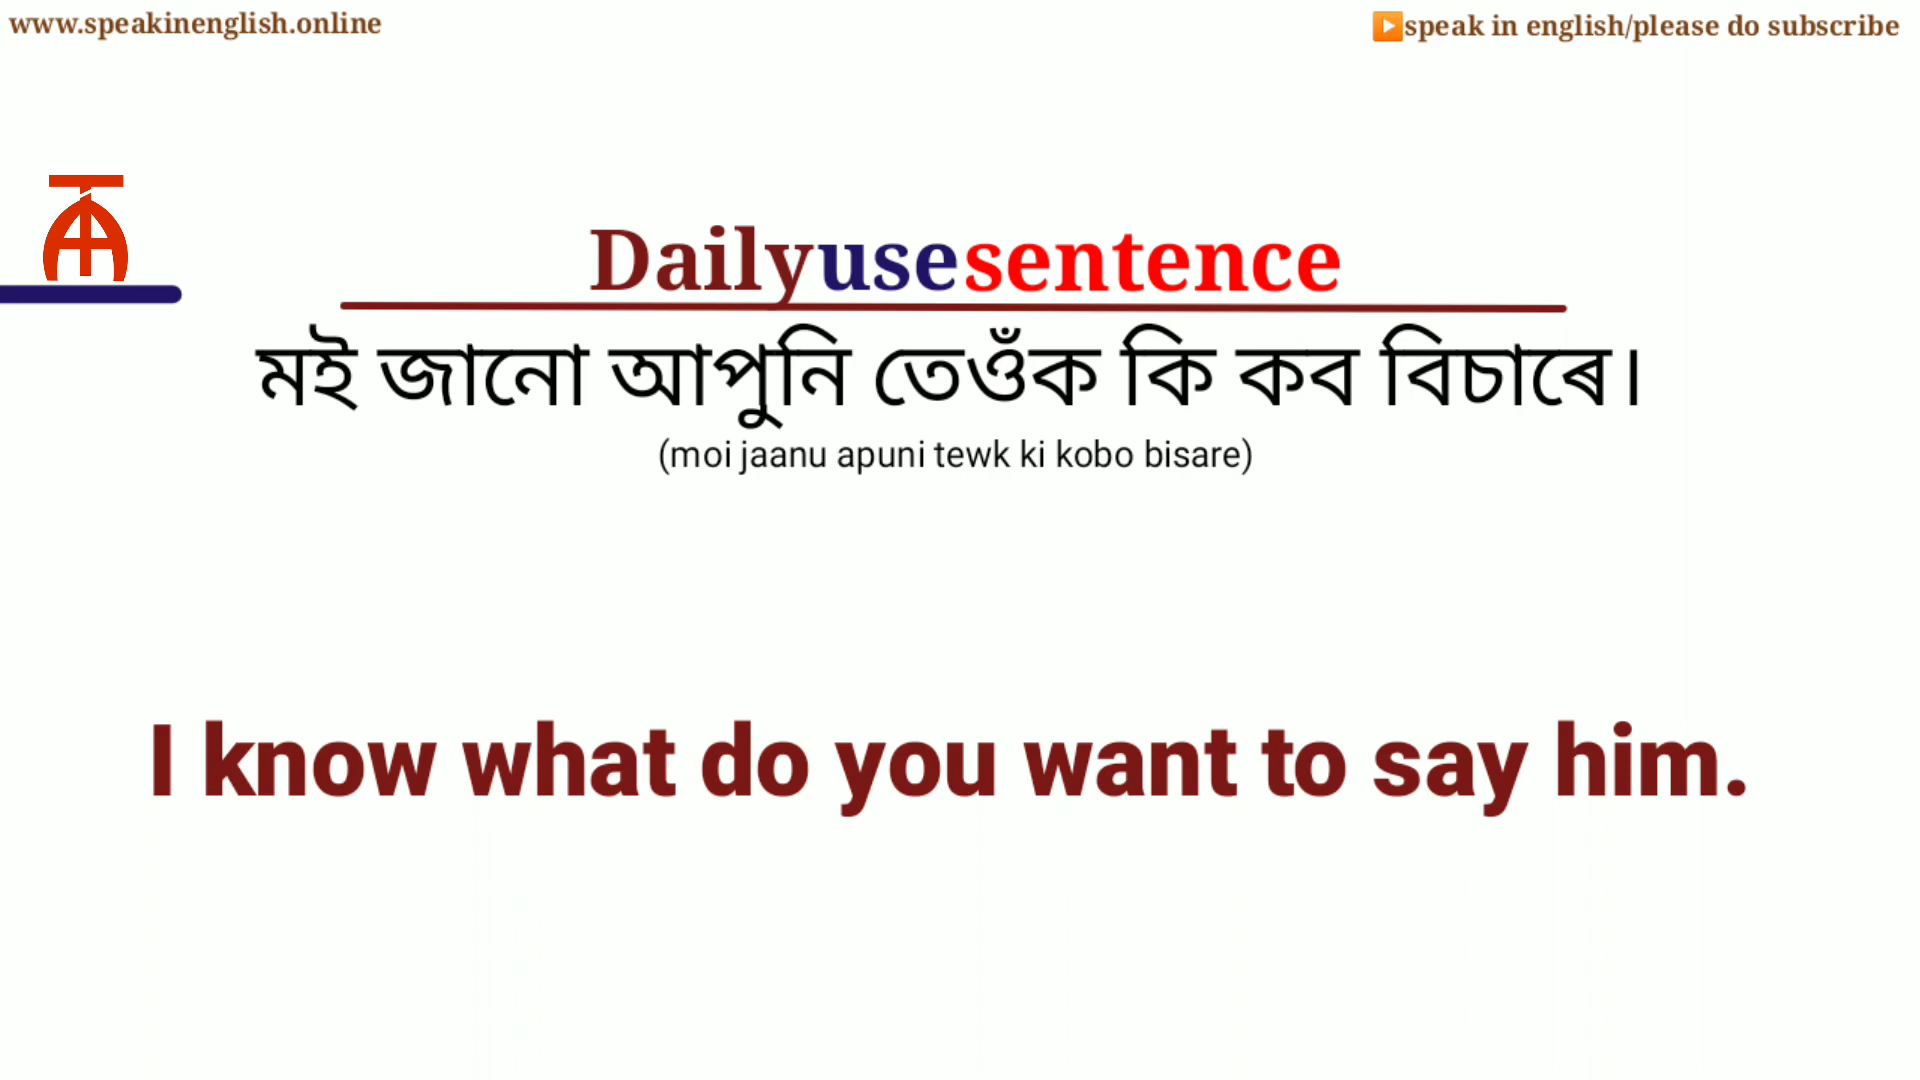 www.speakinenglish.online
▶️speak in english/please do subscribe
Dailyusesentence
মই জানো আপুনি তেওঁক কি কব বিচাৰে।
(moi jaanu apuni tewk ki kobo bisare)
I know what do you want to say him.